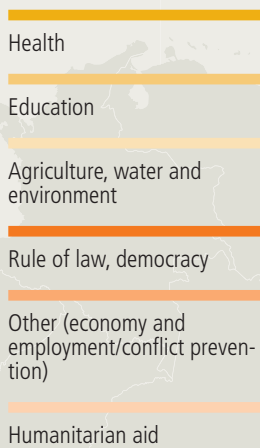 Health
Education
Agriculture, water and
environment
Rule of law, democracy
Other (economy and
employment/conflict preven-
tion)
Humanitarian aid